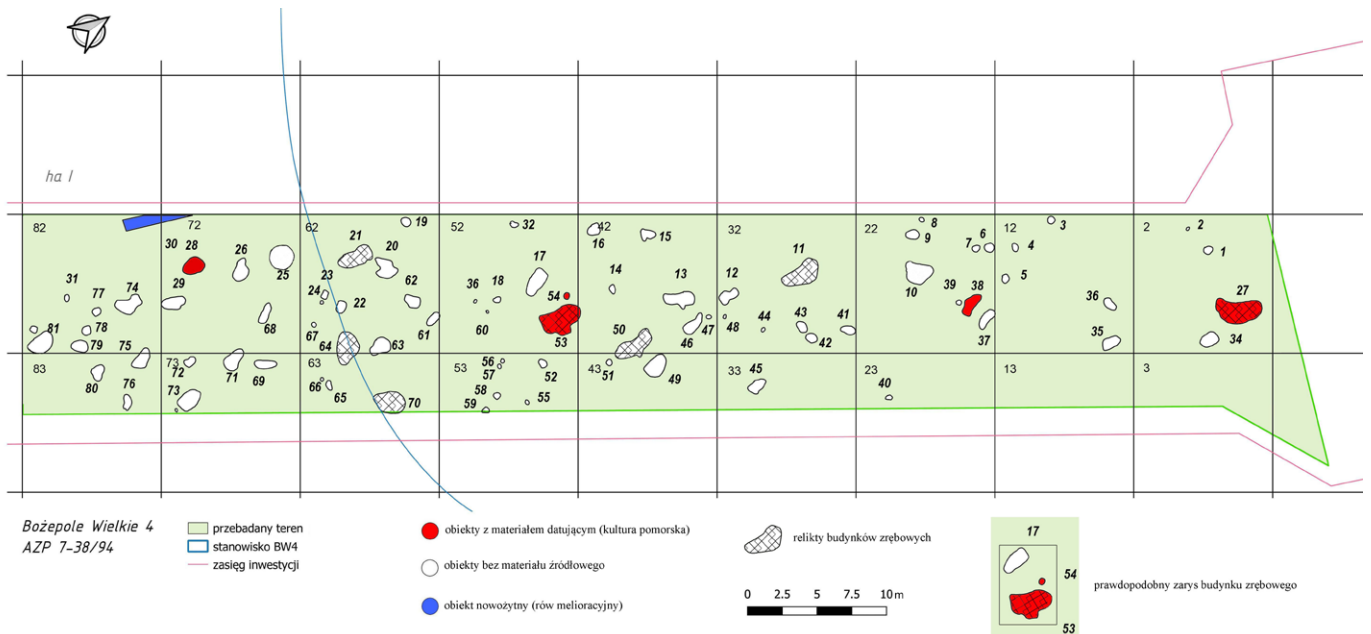 ha I
82 72 62 19 52 32 42 32 22 8 12 3 2 2
30 28 26 21 20 16 15 11 9 7 6 4 1
25 17 13
31 77 74 29 23 24 22 62 36 18 54 14 12 10 39 38 5 36 27
81 78 68 67 61 60 53 50 47 48 44 43 41
79 64 63 46 42 37 35 34
83 75 73 72 71 69 63 53 56 57 52 43 51 49 33 45 23 13 3
80 76 73 66 65 70 58 59 55 40
Bożepole Wielkie 4
AZP 7-38/94
przebadany teren
stanowisko BW4
zasięg inwestycji
obiekty z materiałem datującym (kultura pomorska)
obiekty bez materiału źródłowego
obiekt nowożytny (rów melioracyjny)
relikty budynków zrębowych
0 2.5 5 7.5 10 m
17
54
53
prawdopodobny zarys budynku zrębowego